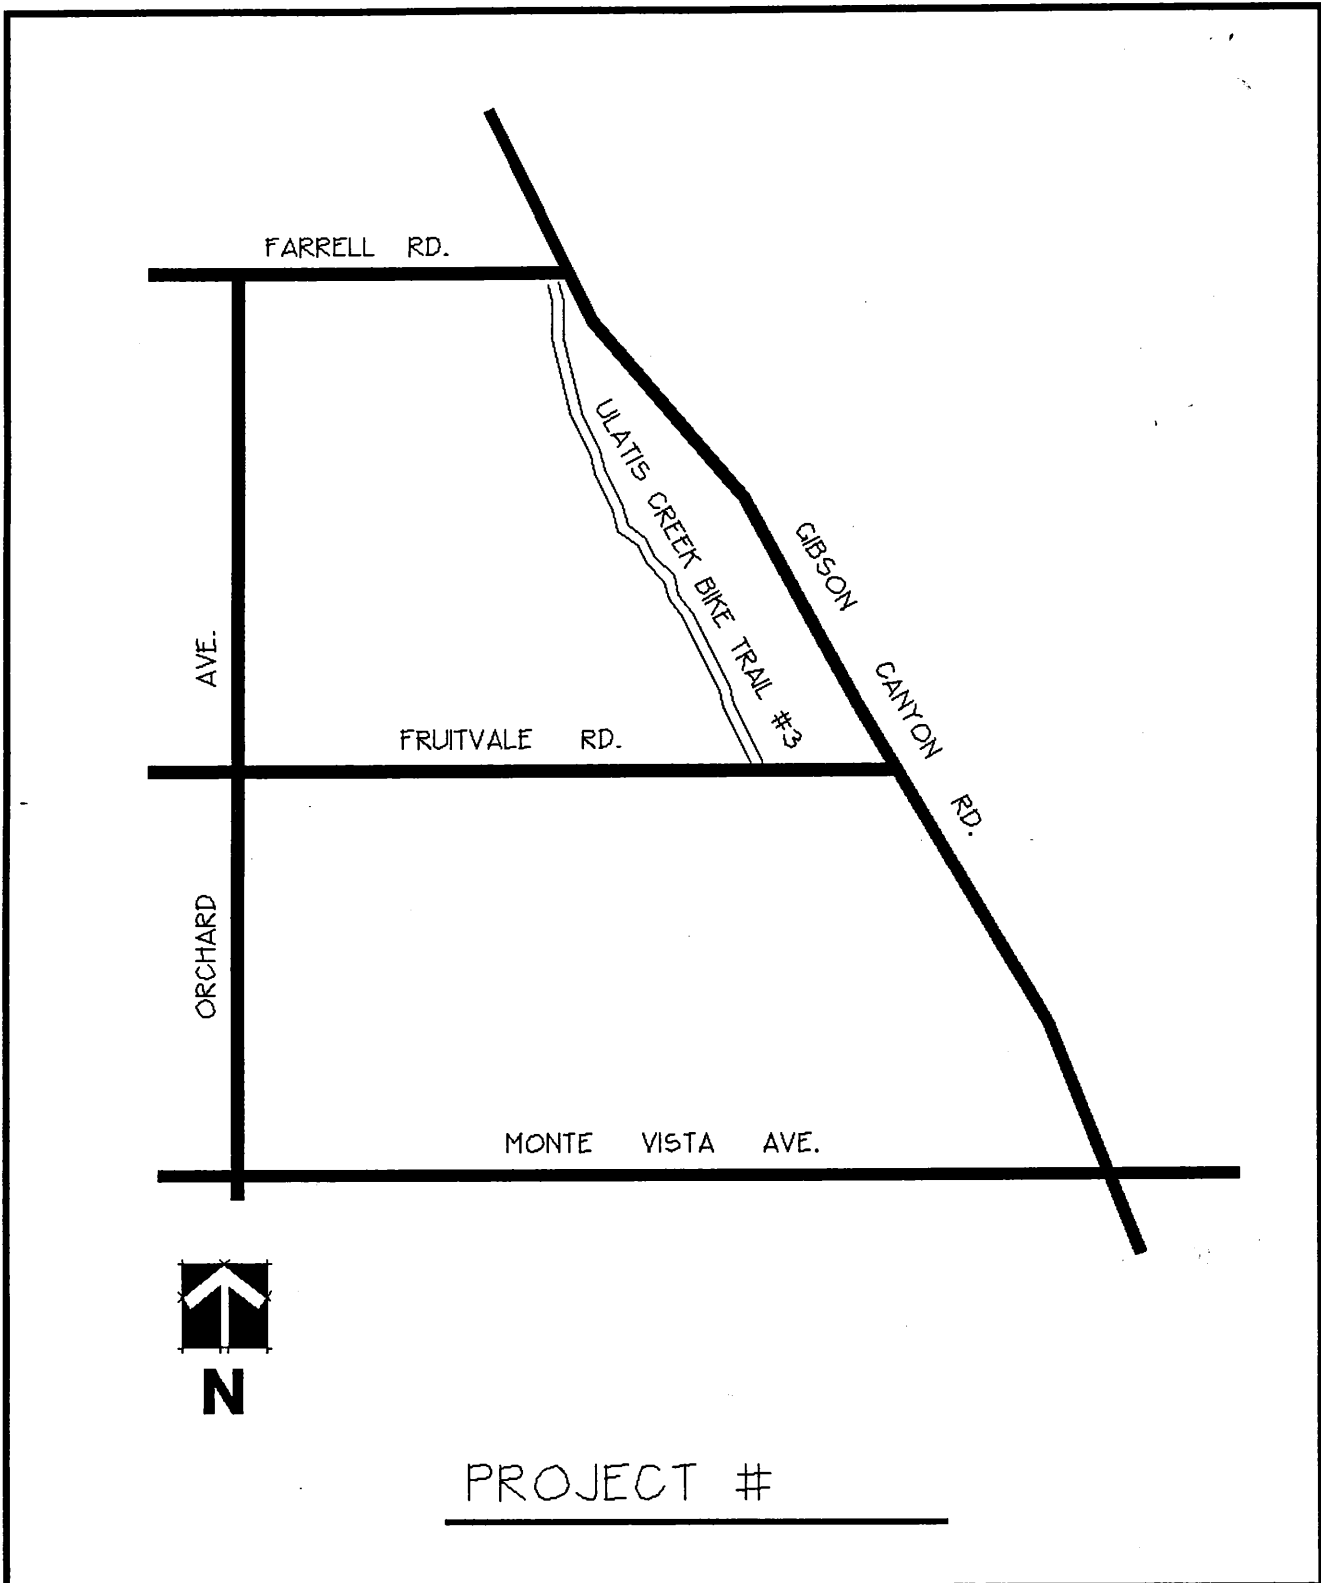 FARRELL RD.
ULATIS CREEK BIKE TRAIL #3
GIBSON CANYON RD.
ORCHARD AVE.
FRUITVALE RD.
MONTE VISTA AVE.
N
PROJECT #